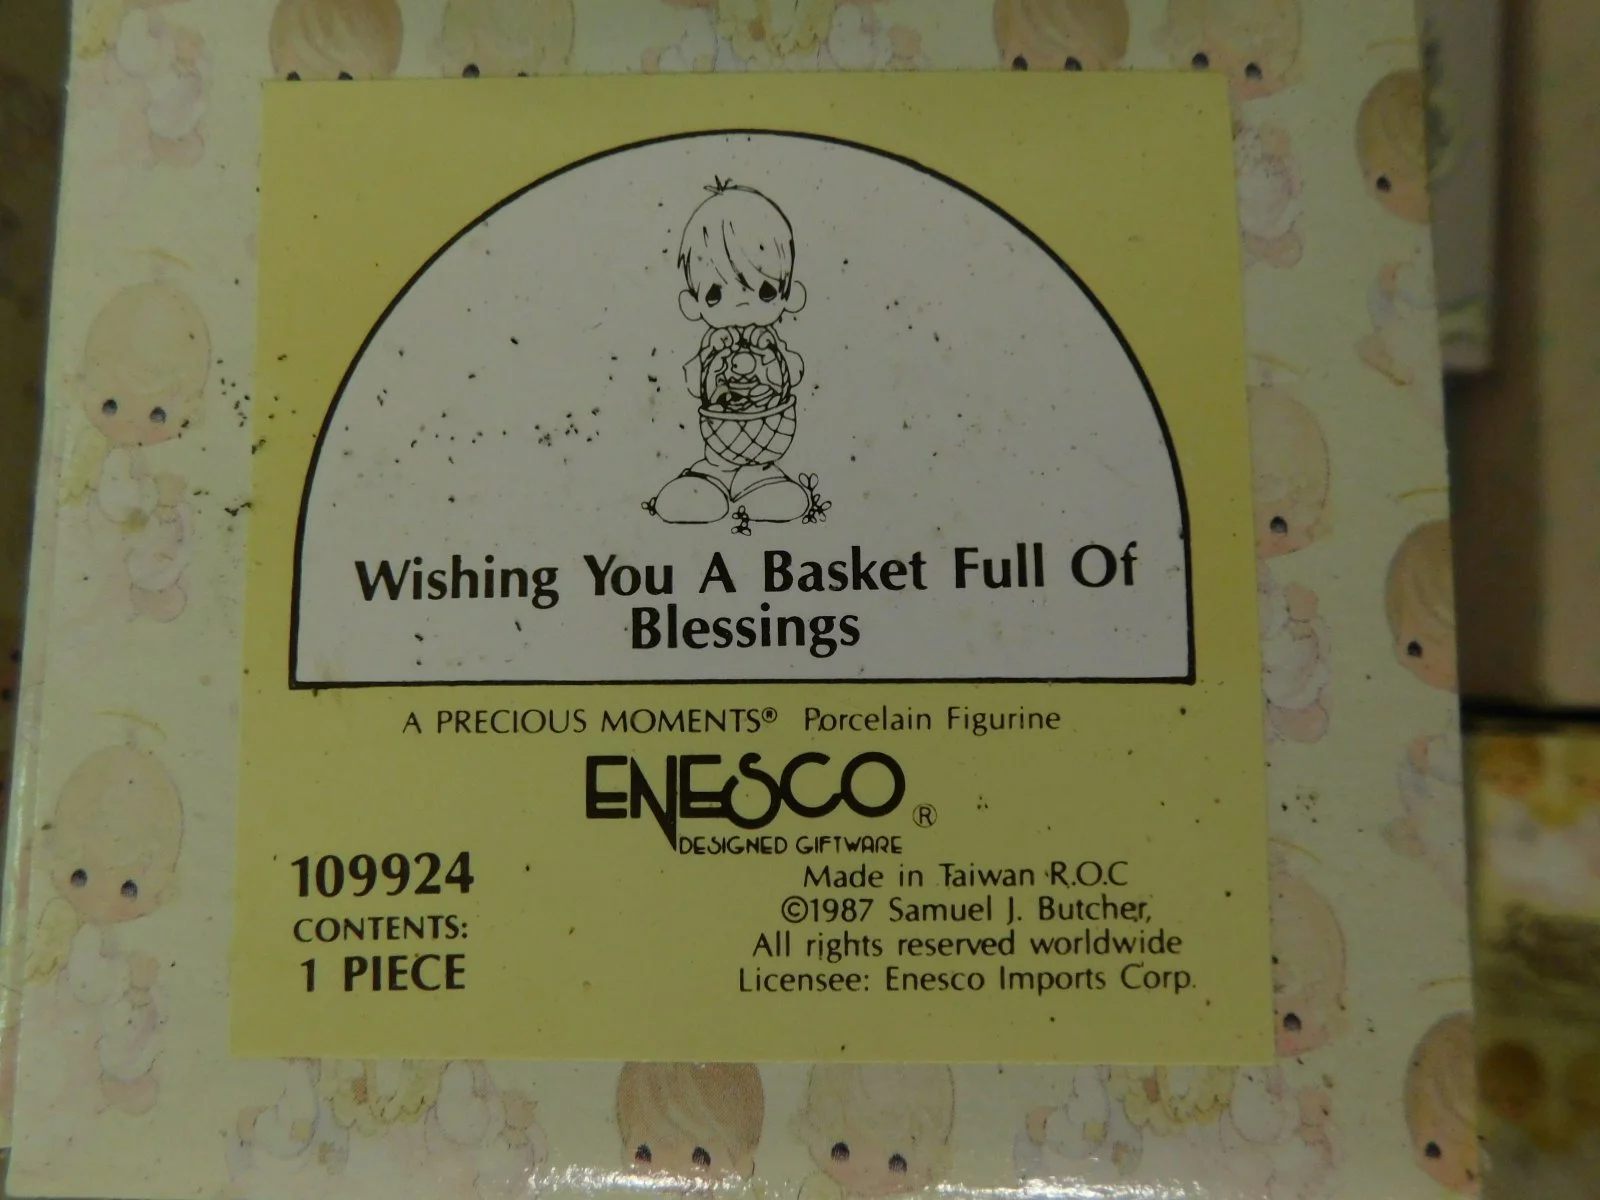 Wishing You A Basket Full Of
Blessings
A PRECIOUS MOMENTS® Porcelain Figurine
ENESCO ®
DESIGNED GIFTWARE
109924
CONTENTS:
1 PIECE
Made in Taiwan R.O.C
©1987 Samuel J. Butcher,
All rights reserved worldwide
Licensee: Enesco Imports Corp.